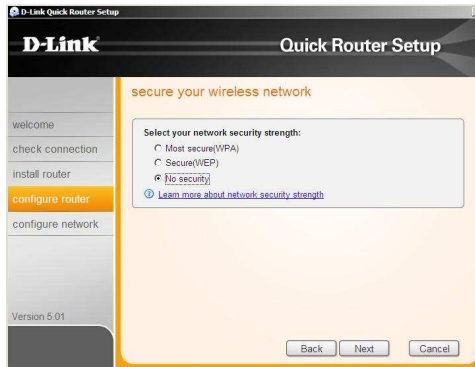 D-Link Quick Router Setup
D-Link
Quick Router Setup
secure your wireless network
welcome
check connection
install router
configure router
configure network
Version 5.01
Select your network security strength:
Most secure(WPA)
Secure(WEP)
No security
Learn more about network security strength
Back
Next
Cancel